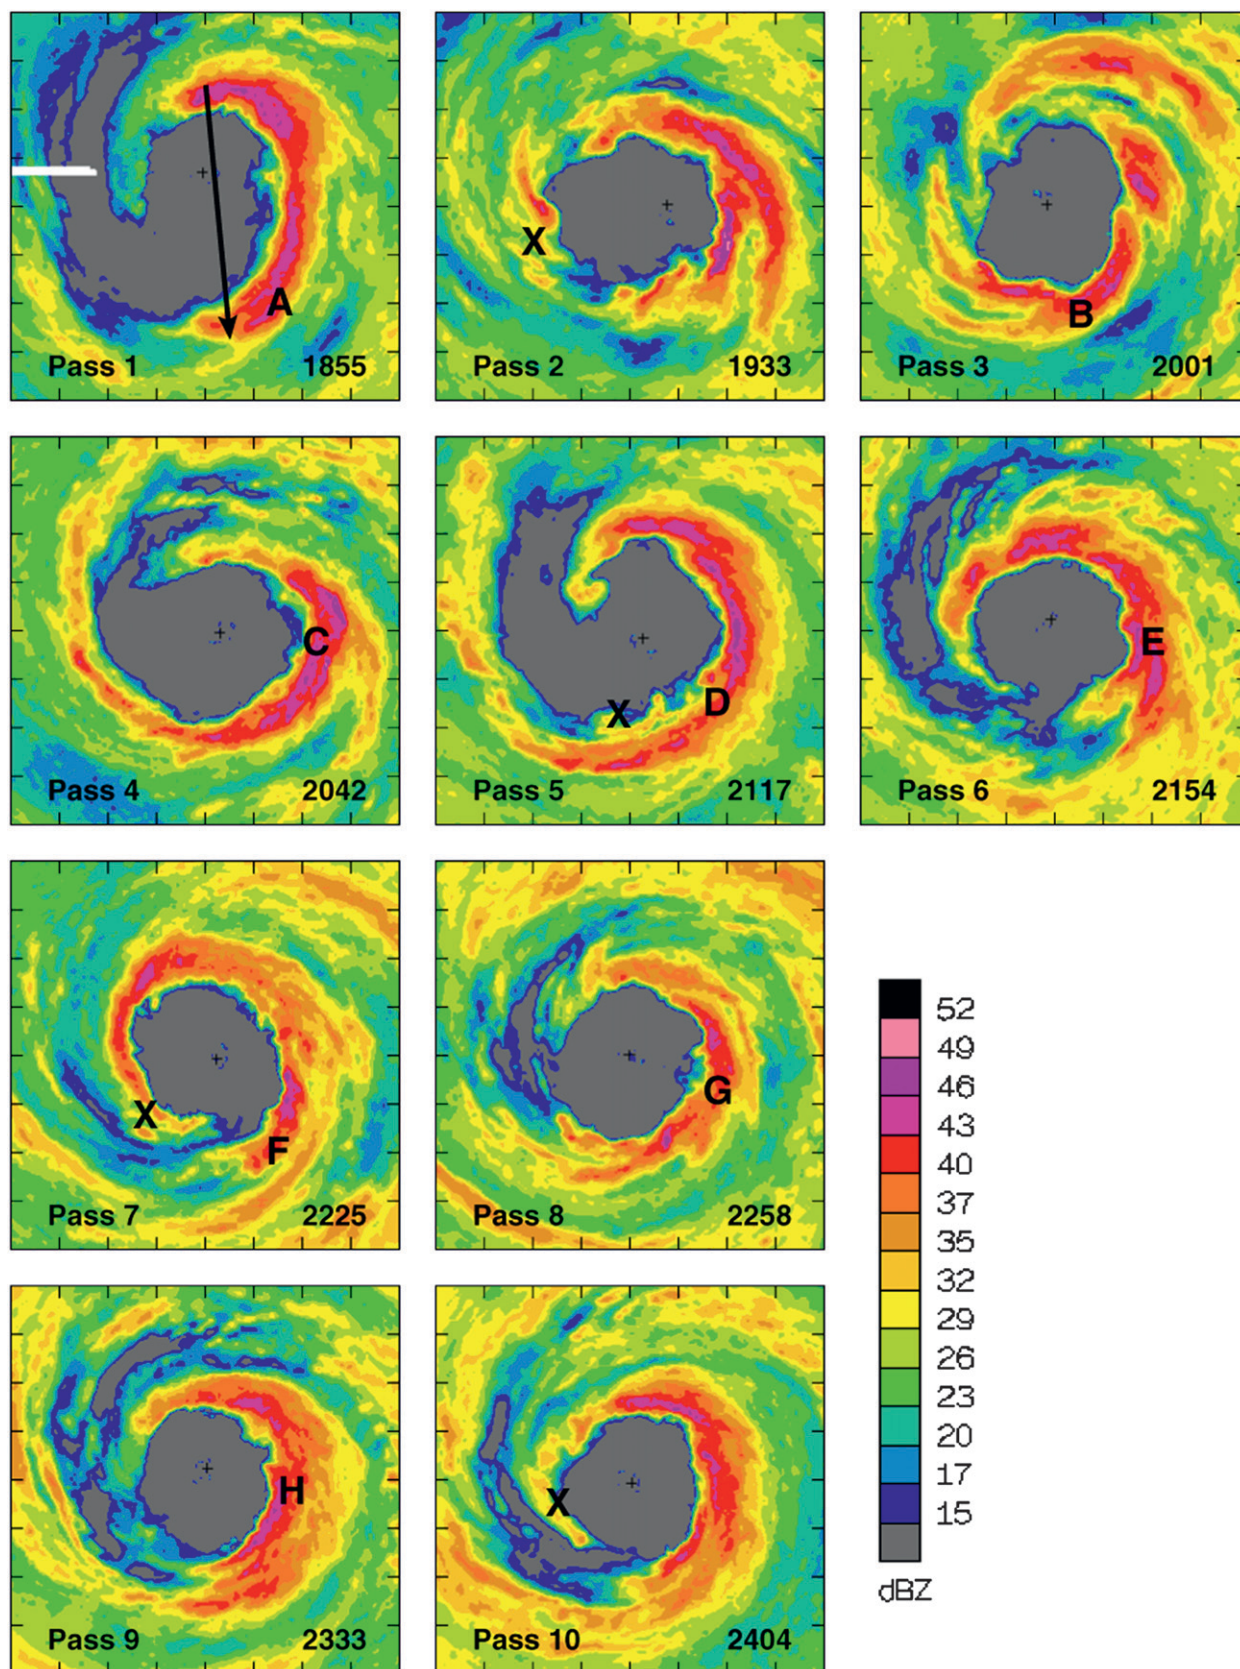 A
Pass 1 1855
X
Pass 2 1933
B
Pass 3 2001
C
Pass 4 2042
D
X
Pass 5 2117
E
Pass 6 2154
X
F
Pass 7 2225
G
Pass 8 2258
52
49
46
43
40
37
35
32
29
26
23
20
17
15
dBZ
H
Pass 9 2333
X
Pass 10 2404